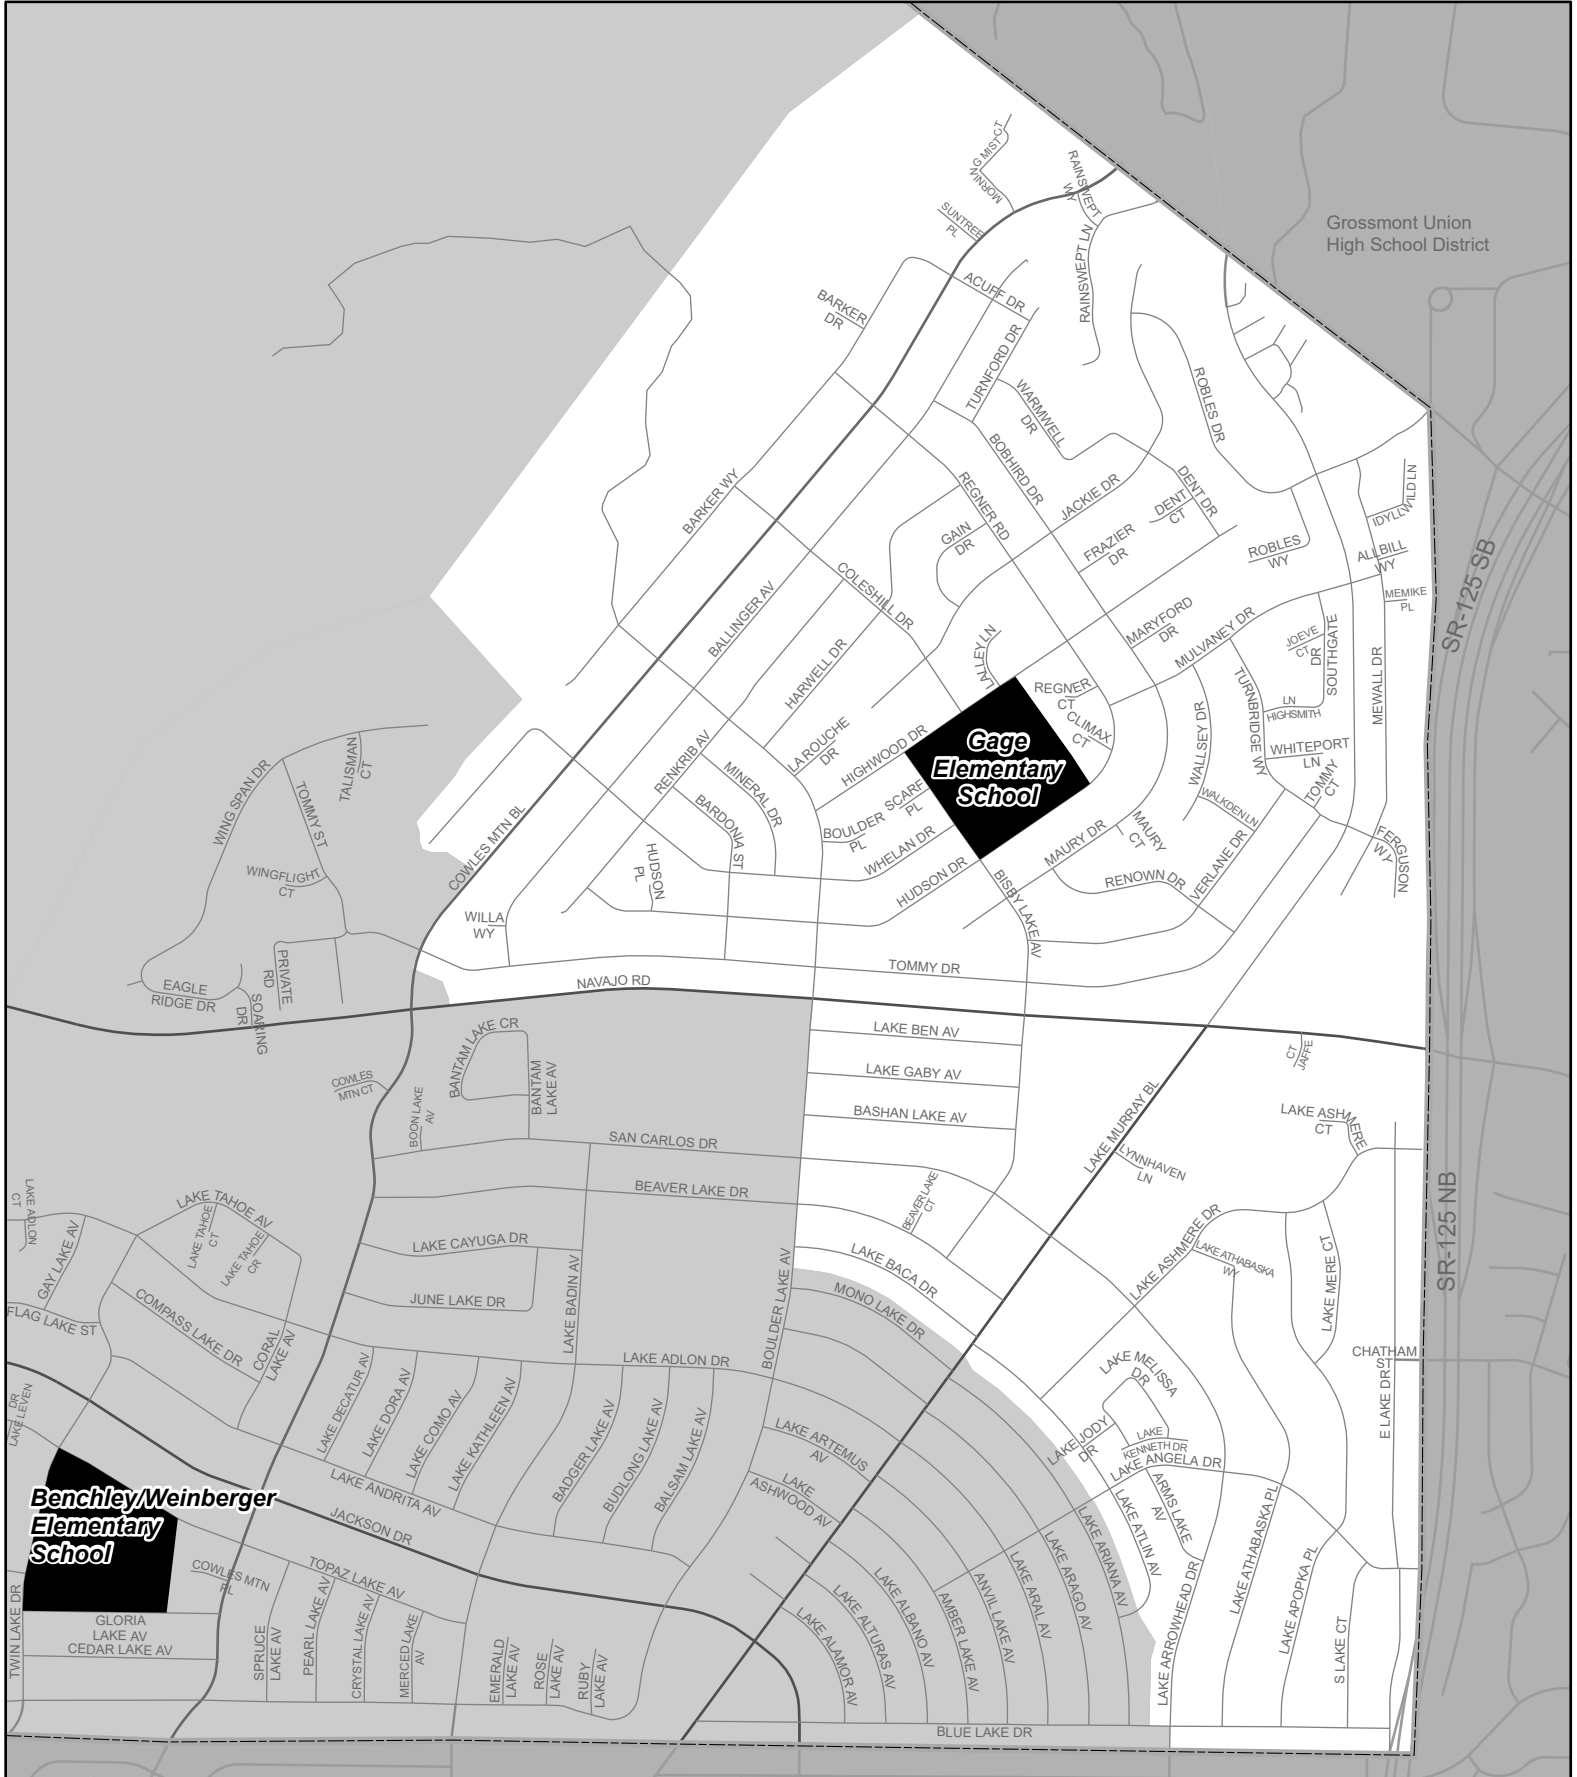 G MIST CT
MORNIN
RAINSWEPT
WY
SUNTREE
PL
Grossmont Union
High School District
RAINSWEPT LN
ACUFF DR
BARKER
DR
TURNFORD DR
WARMWELL
DR
ROBLES DR
BOBHIRD DR
REGNER RD
JACKIE DR
DENT DR
DENT
CT
IDYLLWILD LN
BARKER WY
GAIN
DR
FRAZIER
DR
ROBLES
WY
ALLBILL
WY
SR-125 SB
COLESHILL DR
MEMIKE
PL
BALLINGER AV
MARYFORD
DR
MULVANEY DR
JOEVE
CT
SOUTHGATE
DR
HARWELL DR
LALLEY LN
REGNER
CT
TURNBRIDGE WY
LN
HIGHSMITH
MEWALL DR
CLIMAX
CT
WALLSEY DR
LA ROUCHE
DR
HIGHWOOD DR
Gage
Elementary
School
WHITEPORT
LN
TOMMY
CT
RENKRIB AV
MINERAL DR
TALISMAN
CT
WING SPAN DR
TOMMY ST
BARDONIA ST
BOULDER
PL
SCARF
PL
WALKDEN LN
COWLES MTN BL
WHELAN DR
MAURY DR
MAURY
CT
FERGUSON
WY
HUDSON
PL
WINGFLIGHT
CT
HUDSON DR
RENOWN DR
VERLANE DR
BISBY LAKE AV
WILLA
WY
TOMMY DR
PRIVATE
RD
NAVAJO RD
EAGLE
RIDGE DR
SOARING
DR
BANTAM LAKE CR
LAKE BEN AV
JAFFE
CT
BANTAM
LAKE AV
LAKE GABY AV
COWLES
MTN CT
BOON LAKE
AV
BASHAN LAKE AV
LAKE MURRAY BL
LAKE ASHMERE
CT
SAN CARLOS DR
LYNNHAVEN
LN
LAKE ADLON
CT
LAKE TAHOE AV
BEAVER LAKE DR
BEAVER LAKE
CT
SR-125 NB
GAY LAKE AV
LAKE TAHOE
CT
LAKE TAHOE
CR
LAKE CAYUGA DR
LAKE BACA DR
LAKE ASHMERE DR
LAKE ATHABASKA
WY
LAKE MERE CT
FLAG LAKE ST
COMPASS LAKE DR
JUNE LAKE DR
LAKE BADIN AV
BOULDER LAKE AV
MONO LAKE DR
CORAL
LAKE AV
LAKE ADLON DR
LAKE MELISSA
DR
CHATHAM
ST
E LAKE DR
DR
LAKE LEVEN
LAKE DECATUR AV
LAKE DORA AV
LAKE COMO AV
LAKE KATHLEEN AV
BADGER LAKE AV
BUDLONG LAKE AV
BALSAM LAKE AV
LAKE ARTEMUS
AV
LAKE JODY
DR
LAKE
KENNETH DR
LAKE ANGELA DR
LAKE
ASHWOOD AV
LAKE ANDRITA AV
JACKSON DR
Benchley/Weinberger
Elementary
School
ARMS LAKE
AV
LAKE ATLIN AV
LAKE ARIANA AV
LAKE ATHABASKA PL
LAKE APOPKA PL
COWLES MTN
PL
TOPAZ LAKE AV
LAKE ARAGO AV
LAKE ARAL AV
ANVIL LAKE AV
AMBER LAKE AV
LAKE ALBANO AV
LAKE ALTURAS AV
LAKE ALAMOR AV
LAKE ARROWHEAD DR
S LAKE CT
TWIN LAKE DR
GLORIA
LAKE AV
CEDAR LAKE AV
SPRUCE
LAKE AV
PEARL LAKE AV
CRYSTAL LAKE AV
MERCED LAKE
AV
EMERALD
LAKE AV
ROSE
LAKE AV
RUBY
LAKE AV
BLUE LAKE DR